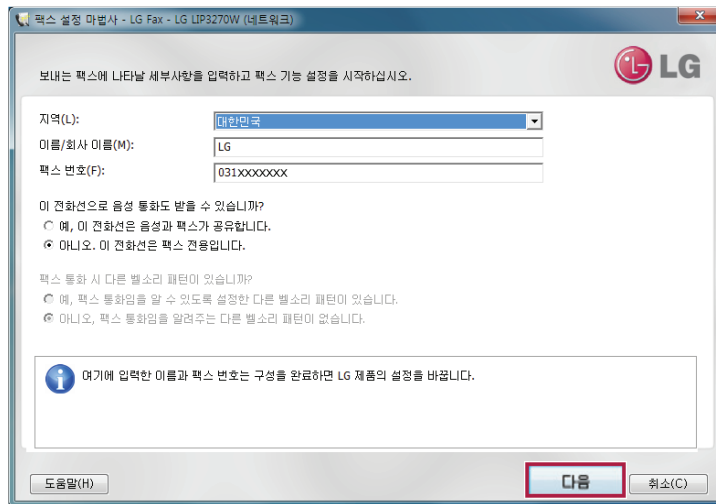 팩스 설정 마법사 - LG Fax - LG LIP3270W (네트워크)
LG
보내는 팩스에 나타날 세부사항을 입력하고 팩스 기능 설정을 시작하십시오.
지역(L): 대한민국
이름/회사 이름(M): LG
팩스 번호(F): 031XXXXXXX
이 전화선으로 음성 통화도 받을 수 있습니까?
예, 이 전화선은 음성과 팩스가 공유합니다.
아니오. 이 전화선은 팩스 전용입니다.
팩스 통화 시 다른 벨소리 패턴이 있습니까?
예, 팩스 통화임을 알 수 있도록 설정한 다른 벨소리 패턴이 있습니다.
아니오, 팩스 통화임을 알려주는 다른 벨소리 패턴이 없습니다.
여기에 입력한 이름과 팩스 번호는 구성을 완료하면 LG 제품의 설정을 바꿉니다.
도움말(H) 다음 취소(C)